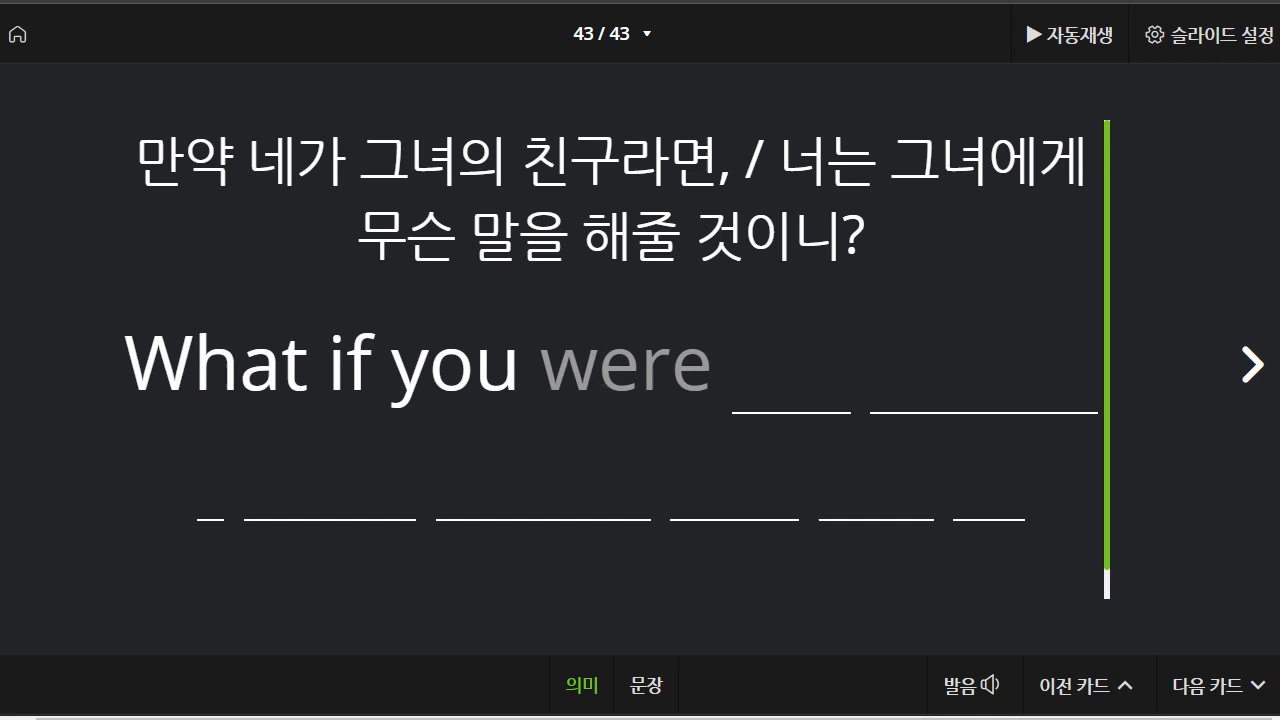 43 / 43
자동재생
슬라이드 설정
만약 네가 그녀의 친구라면, / 너는 그녀에게
무슨 말을 해줄 것이니?
What if you were
의미
문장
발음
이전 카드
다음 카드